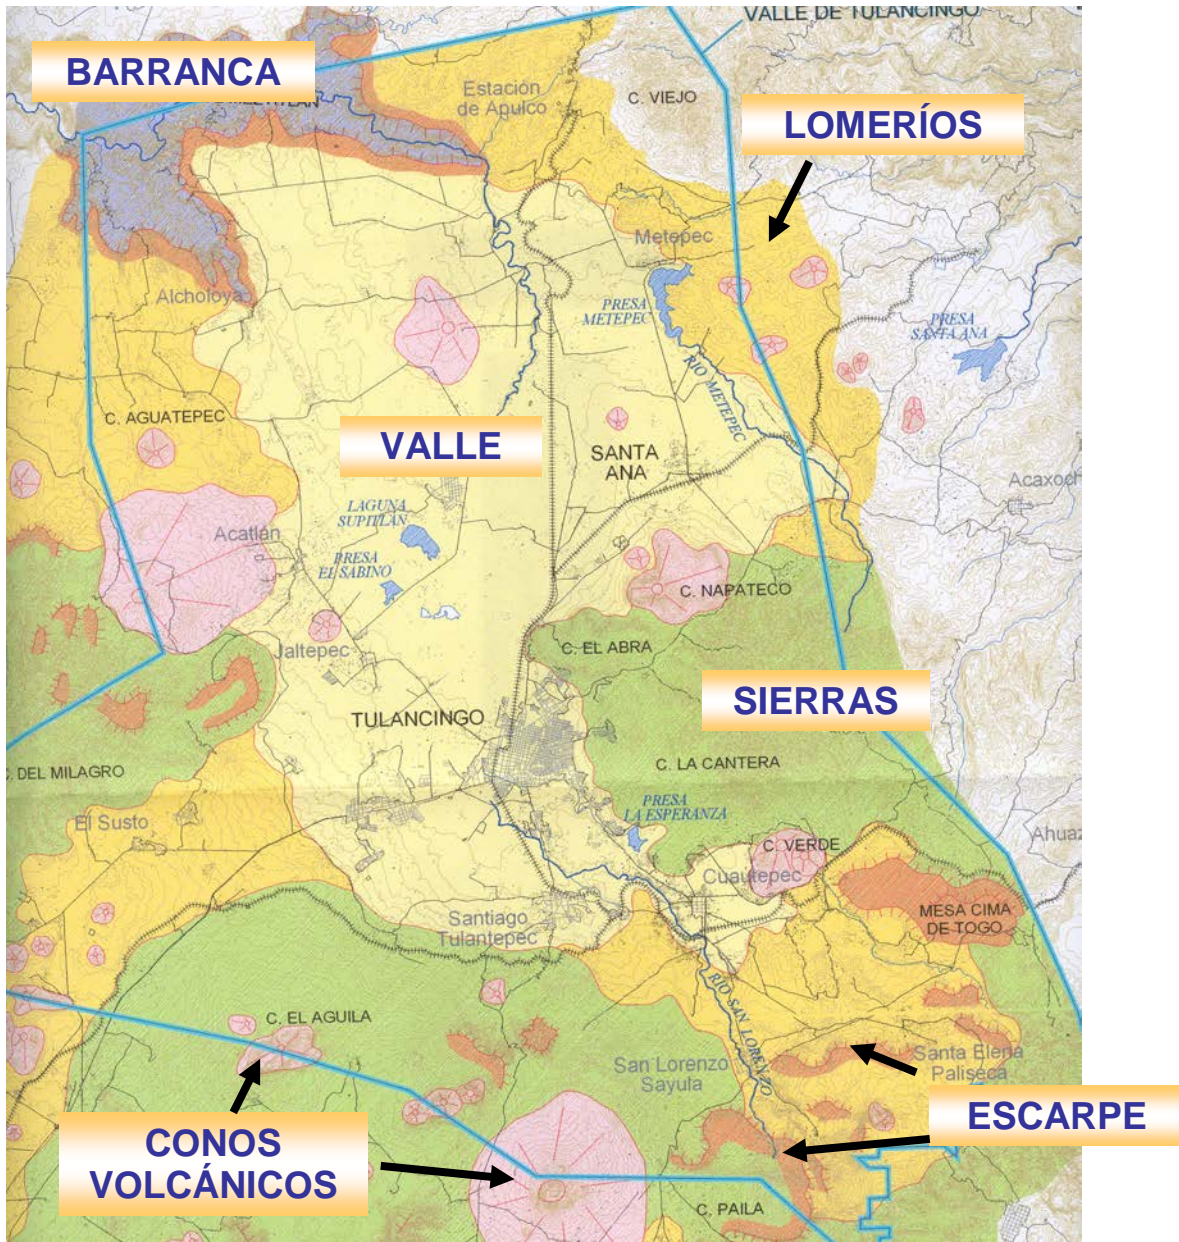 VALLE DE TULANCINGO
BARRANCA
Estación
de Apulco
C. VIEJO
LOMERÍOS
Metepec
Alcholoya
PRESA
METEPEC
PRESA
SANTA ANA
RIO METEPEC
C. AGUATEPEC
VALLE
SANTA
ANA
Acaxoch
LAGUNA
SUPITLAN
Acatlán
PRESA
EL SABINO
C. NAPATECO
Jaltepec
C. EL ABRA
SIERRAS
TULANCINGO
C. LA CANTERA
C. DEL MILAGRO
PRESA
LA ESPERANZA
El Susto
C. VERDE
Ahuaz
Cuautepec
MESA CIMA
DE TOGO
Santiago
Tulantepec
RIO SAN LORENZO
C. EL AGUILA
San Lorenzo
Sayula
Santa Elena
Paliseca
ESCARPE
CONOS
VOLCÁNICOS
C. PAILA